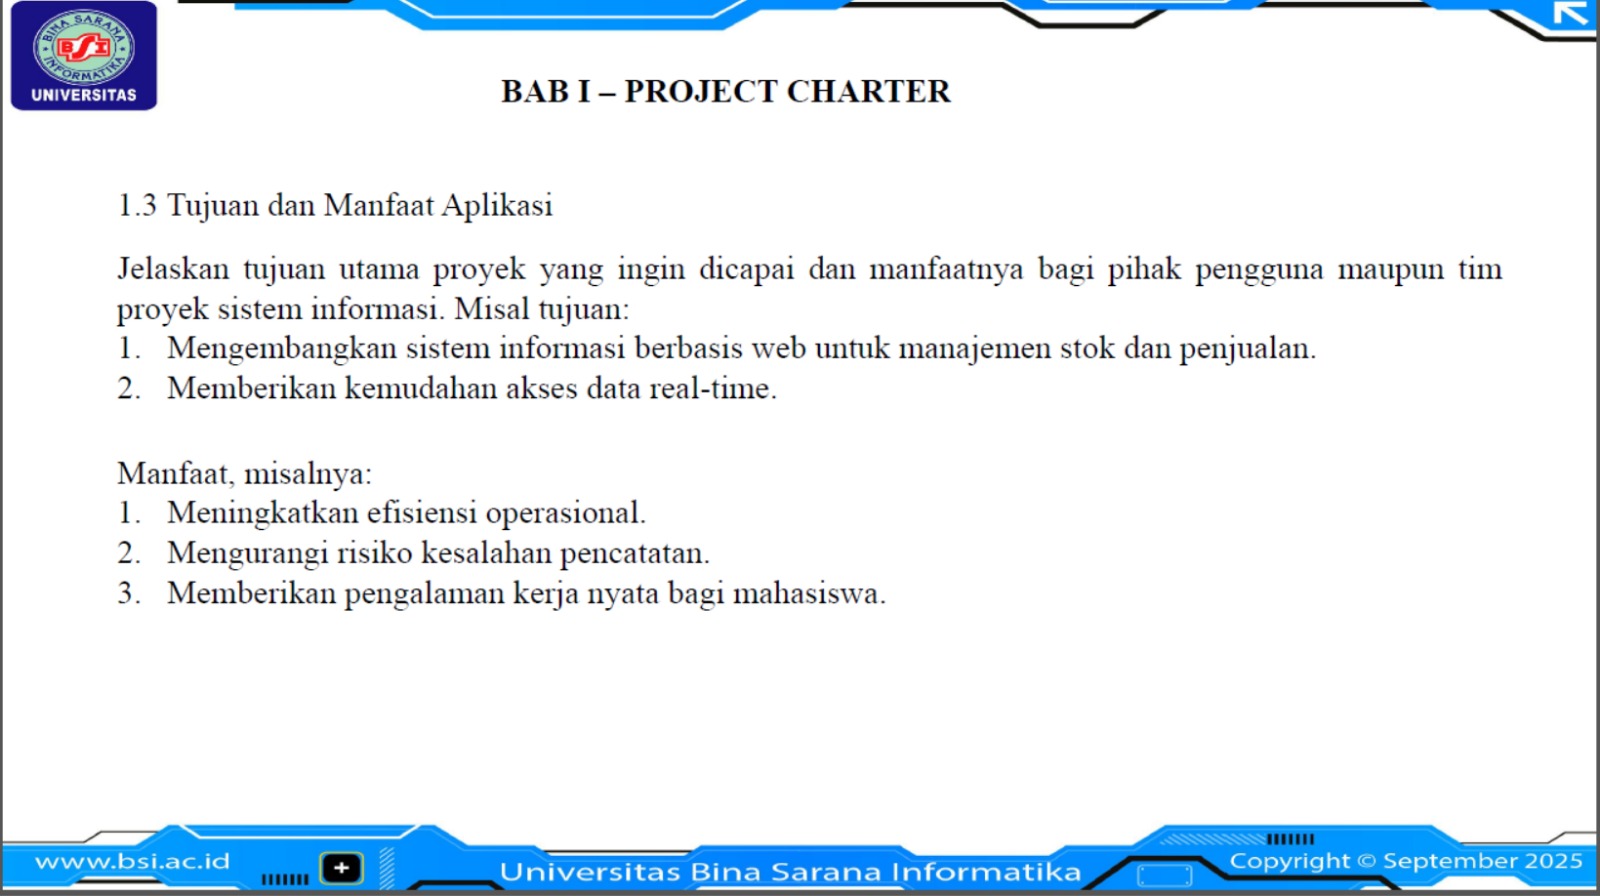 BINA SARANA
BSI
INFORMATIKA
UNIVERSITAS
BAB I – PROJECT CHARTER
1.3 Tujuan dan Manfaat Aplikasi
Jelaskan tujuan utama proyek yang ingin dicapai dan manfaatnya bagi pihak pengguna maupun tim
proyek sistem informasi. Misal tujuan:
1. Mengembangkan sistem informasi berbasis web untuk manajemen stok dan penjualan.
2. Memberikan kemudahan akses data real-time.
Manfaat, misalnya:
1. Meningkatkan efisiensi operasional.
2. Mengurangi risiko kesalahan pencatatan.
3. Memberikan pengalaman kerja nyata bagi mahasiswa.
www.bsi.ac.id
Universitas Bina Sarana Informatika
Copyright © September 2025